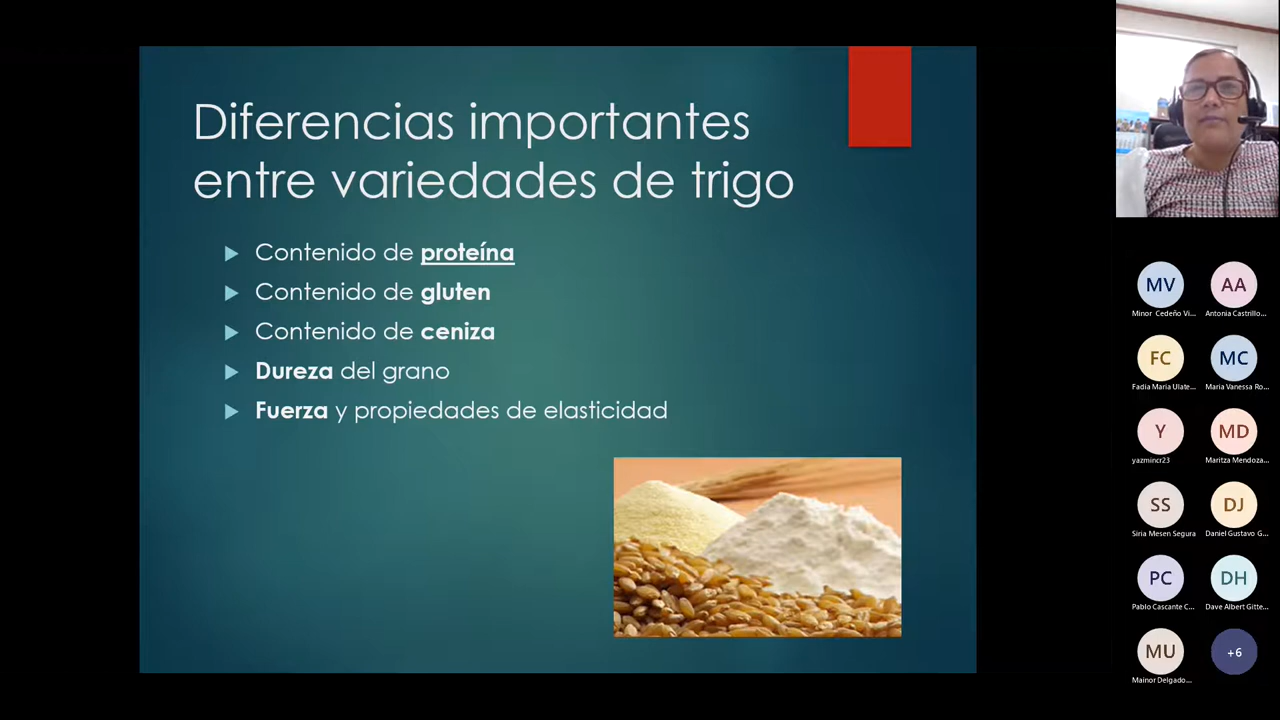 Diferencias importantes
entre variedades de trigo
Contenido de proteína
Contenido de gluten
Contenido de ceniza
Dureza del grano
Fuerza y propiedades de elasticidad
MV
AA
Minor Cedeño Vi...
Antonia Castrillo...
FC
MC
Fadia Maria Ulate...
Maria Vanessa Ro...
Y
MD
yazmincr23
Maritza Mendoza...
SS
DJ
Siria Mesen Segura
Daniel Gustavo G...
PC
DH
Pablo Cascante C...
Dave Albert Gitte...
MU
+6
Mainor Delgado...